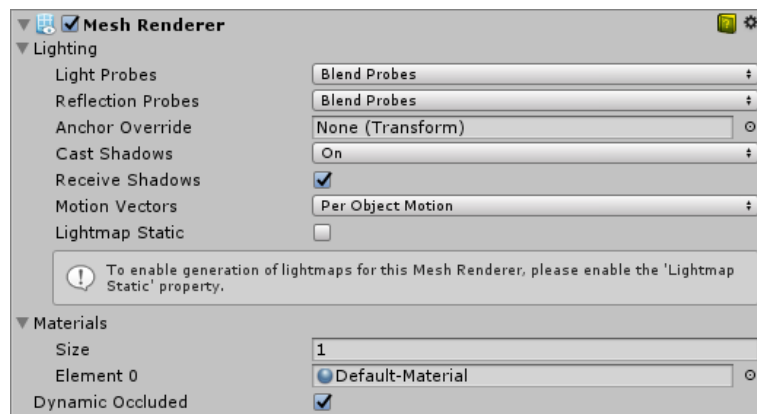 Mesh Renderer
Lighting
Light Probes Blend Probes
Reflection Probes Blend Probes
Anchor Override None (Transform)
Cast Shadows On
Receive Shadows
Motion Vectors Per Object Motion
Lightmap Static
To enable generation of lightmaps for this Mesh Renderer, please enable the 'Lightmap
Static' property.
Materials
Size 1
Element 0 Default-Material
Dynamic Occluded